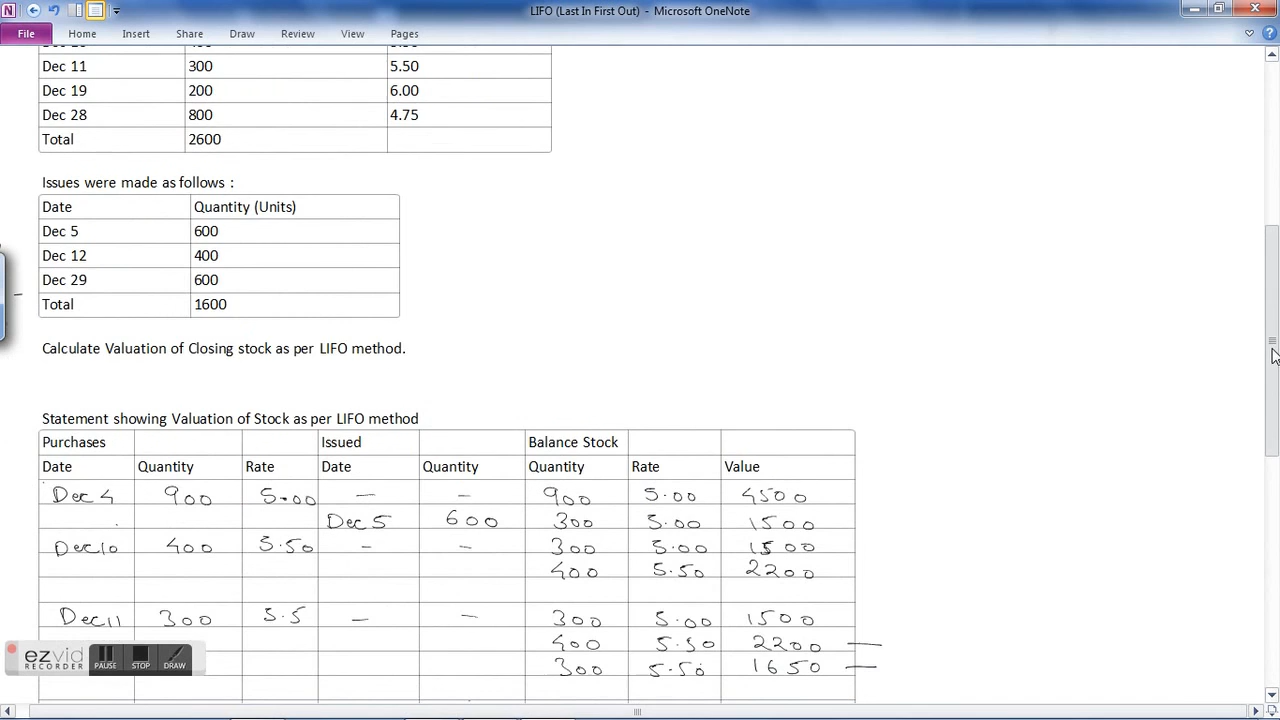 LIFO (Last In First Out) - Microsoft OneNote
File Home Insert Share Draw Review View Pages
Dec 11 300 5.50
Dec 19 200 6.00
Dec 28 800 4.75
Total 2600
Issues were made as follows :
Date Quantity (Units)
Dec 5 600
Dec 12 400
Dec 29 600
Total 1600
Calculate Valuation of Closing stock as per LIFO method.
Statement showing Valuation of Stock as per LIFO method
Purchases Issued Balance Stock
Date Quantity Rate Date Quantity Quantity Rate Value
Dec 4 900 5.00 - - 900 5.00 4500
Dec 5 600 300 5.00 1500
Dec 10 400 5.50 - - 300 5.00 1500
400 5.50 2200
Dec 11 300 5.5 - - 300 5.00 1500
400 5.50 2200
300 5.50 1650
ezvid
RECORDER
PAUSE STOP DRAW